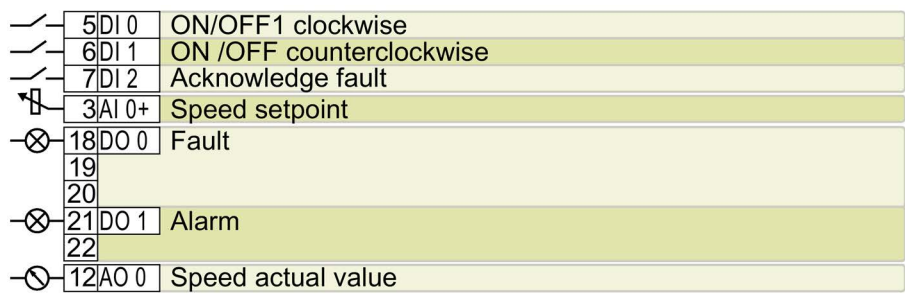 5 DI 0 ON/OFF1 clockwise
6 DI 1 ON /OFF counterclockwise
7 DI 2 Acknowledge fault
3 AI 0+ Speed setpoint
18 DO 0 Fault
19
20
21 DO 1 Alarm
22
12 AO 0 Speed actual value